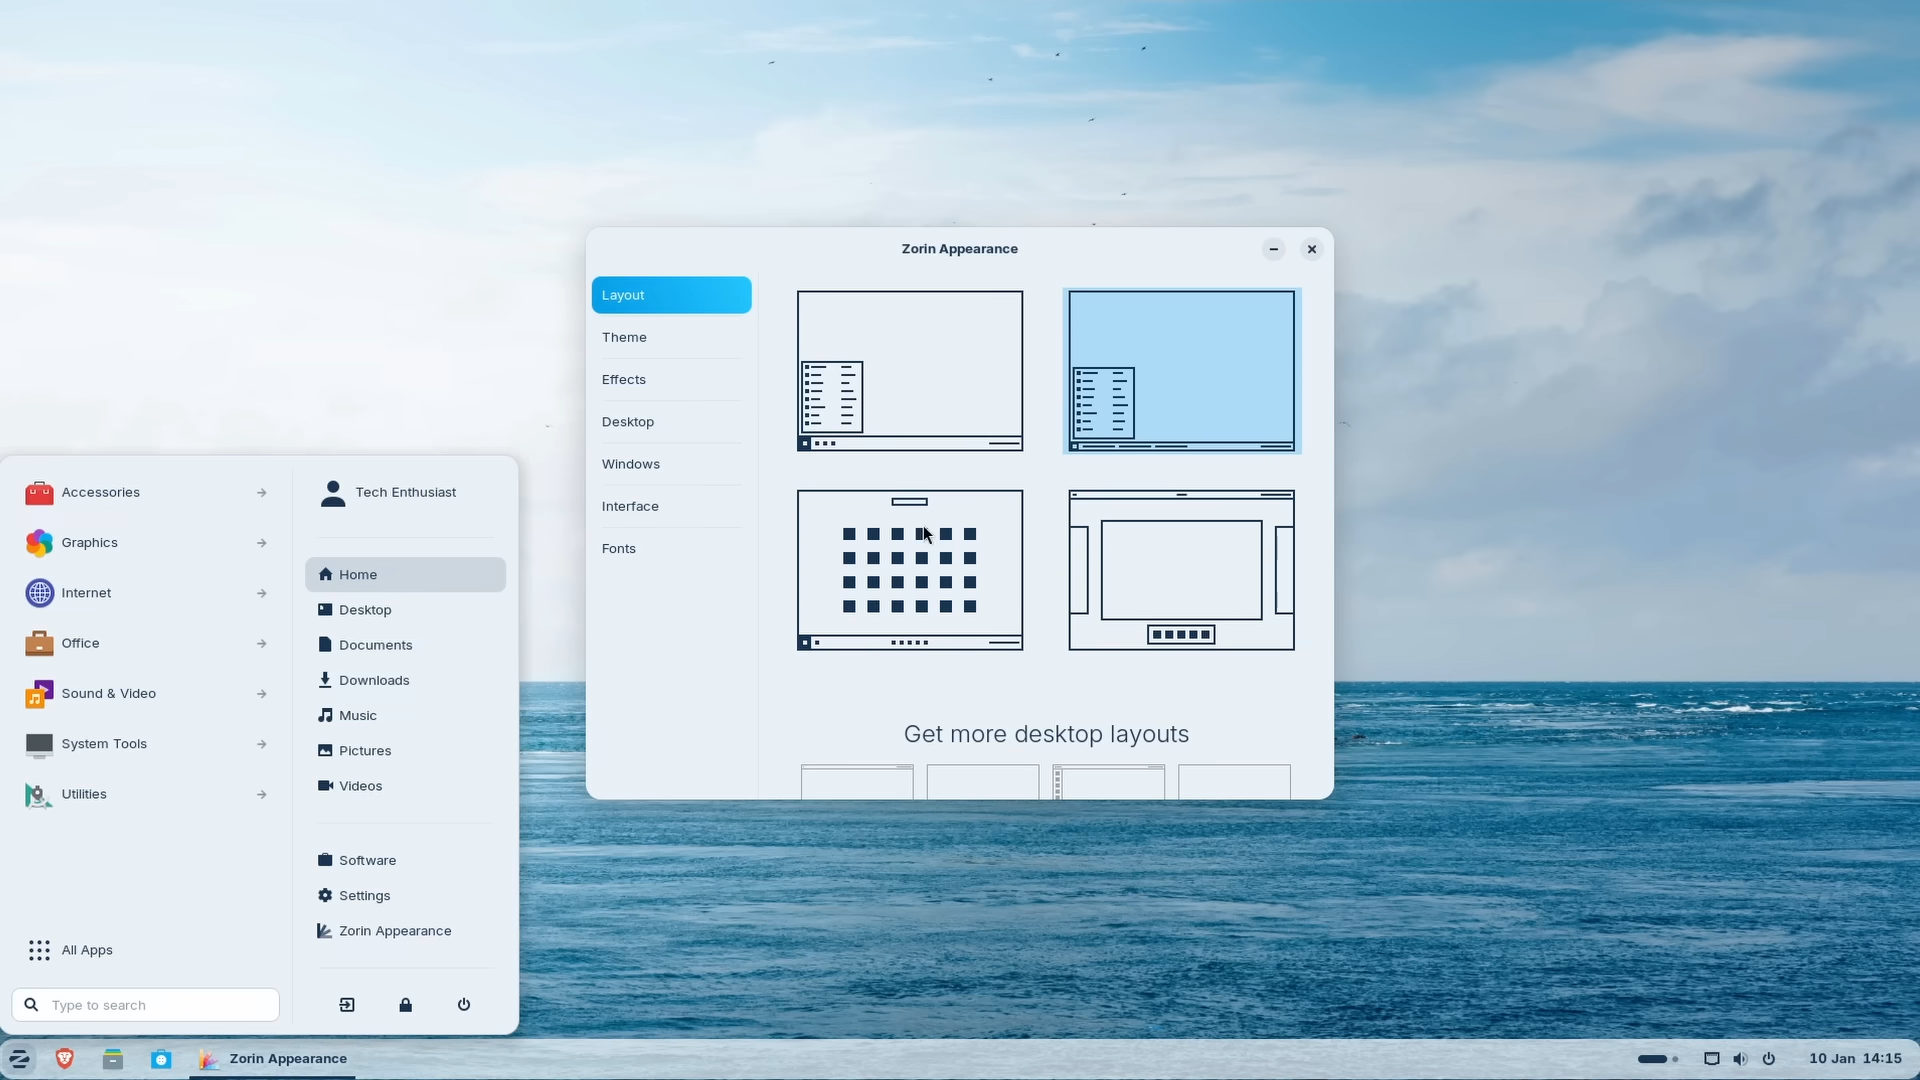 Zorin Appearance
Layout
Theme
Effects
Desktop
Windows
Interface
Fonts
Get more desktop layouts
Accessories
Graphics
Internet
Office
Sound & Video
System Tools
Utilities
All Apps
Type to search
Tech Enthusiast
Home
Desktop
Documents
Downloads
Music
Pictures
Videos
Software
Settings
Zorin Appearance
Zorin Appearance
10 Jan 14:15